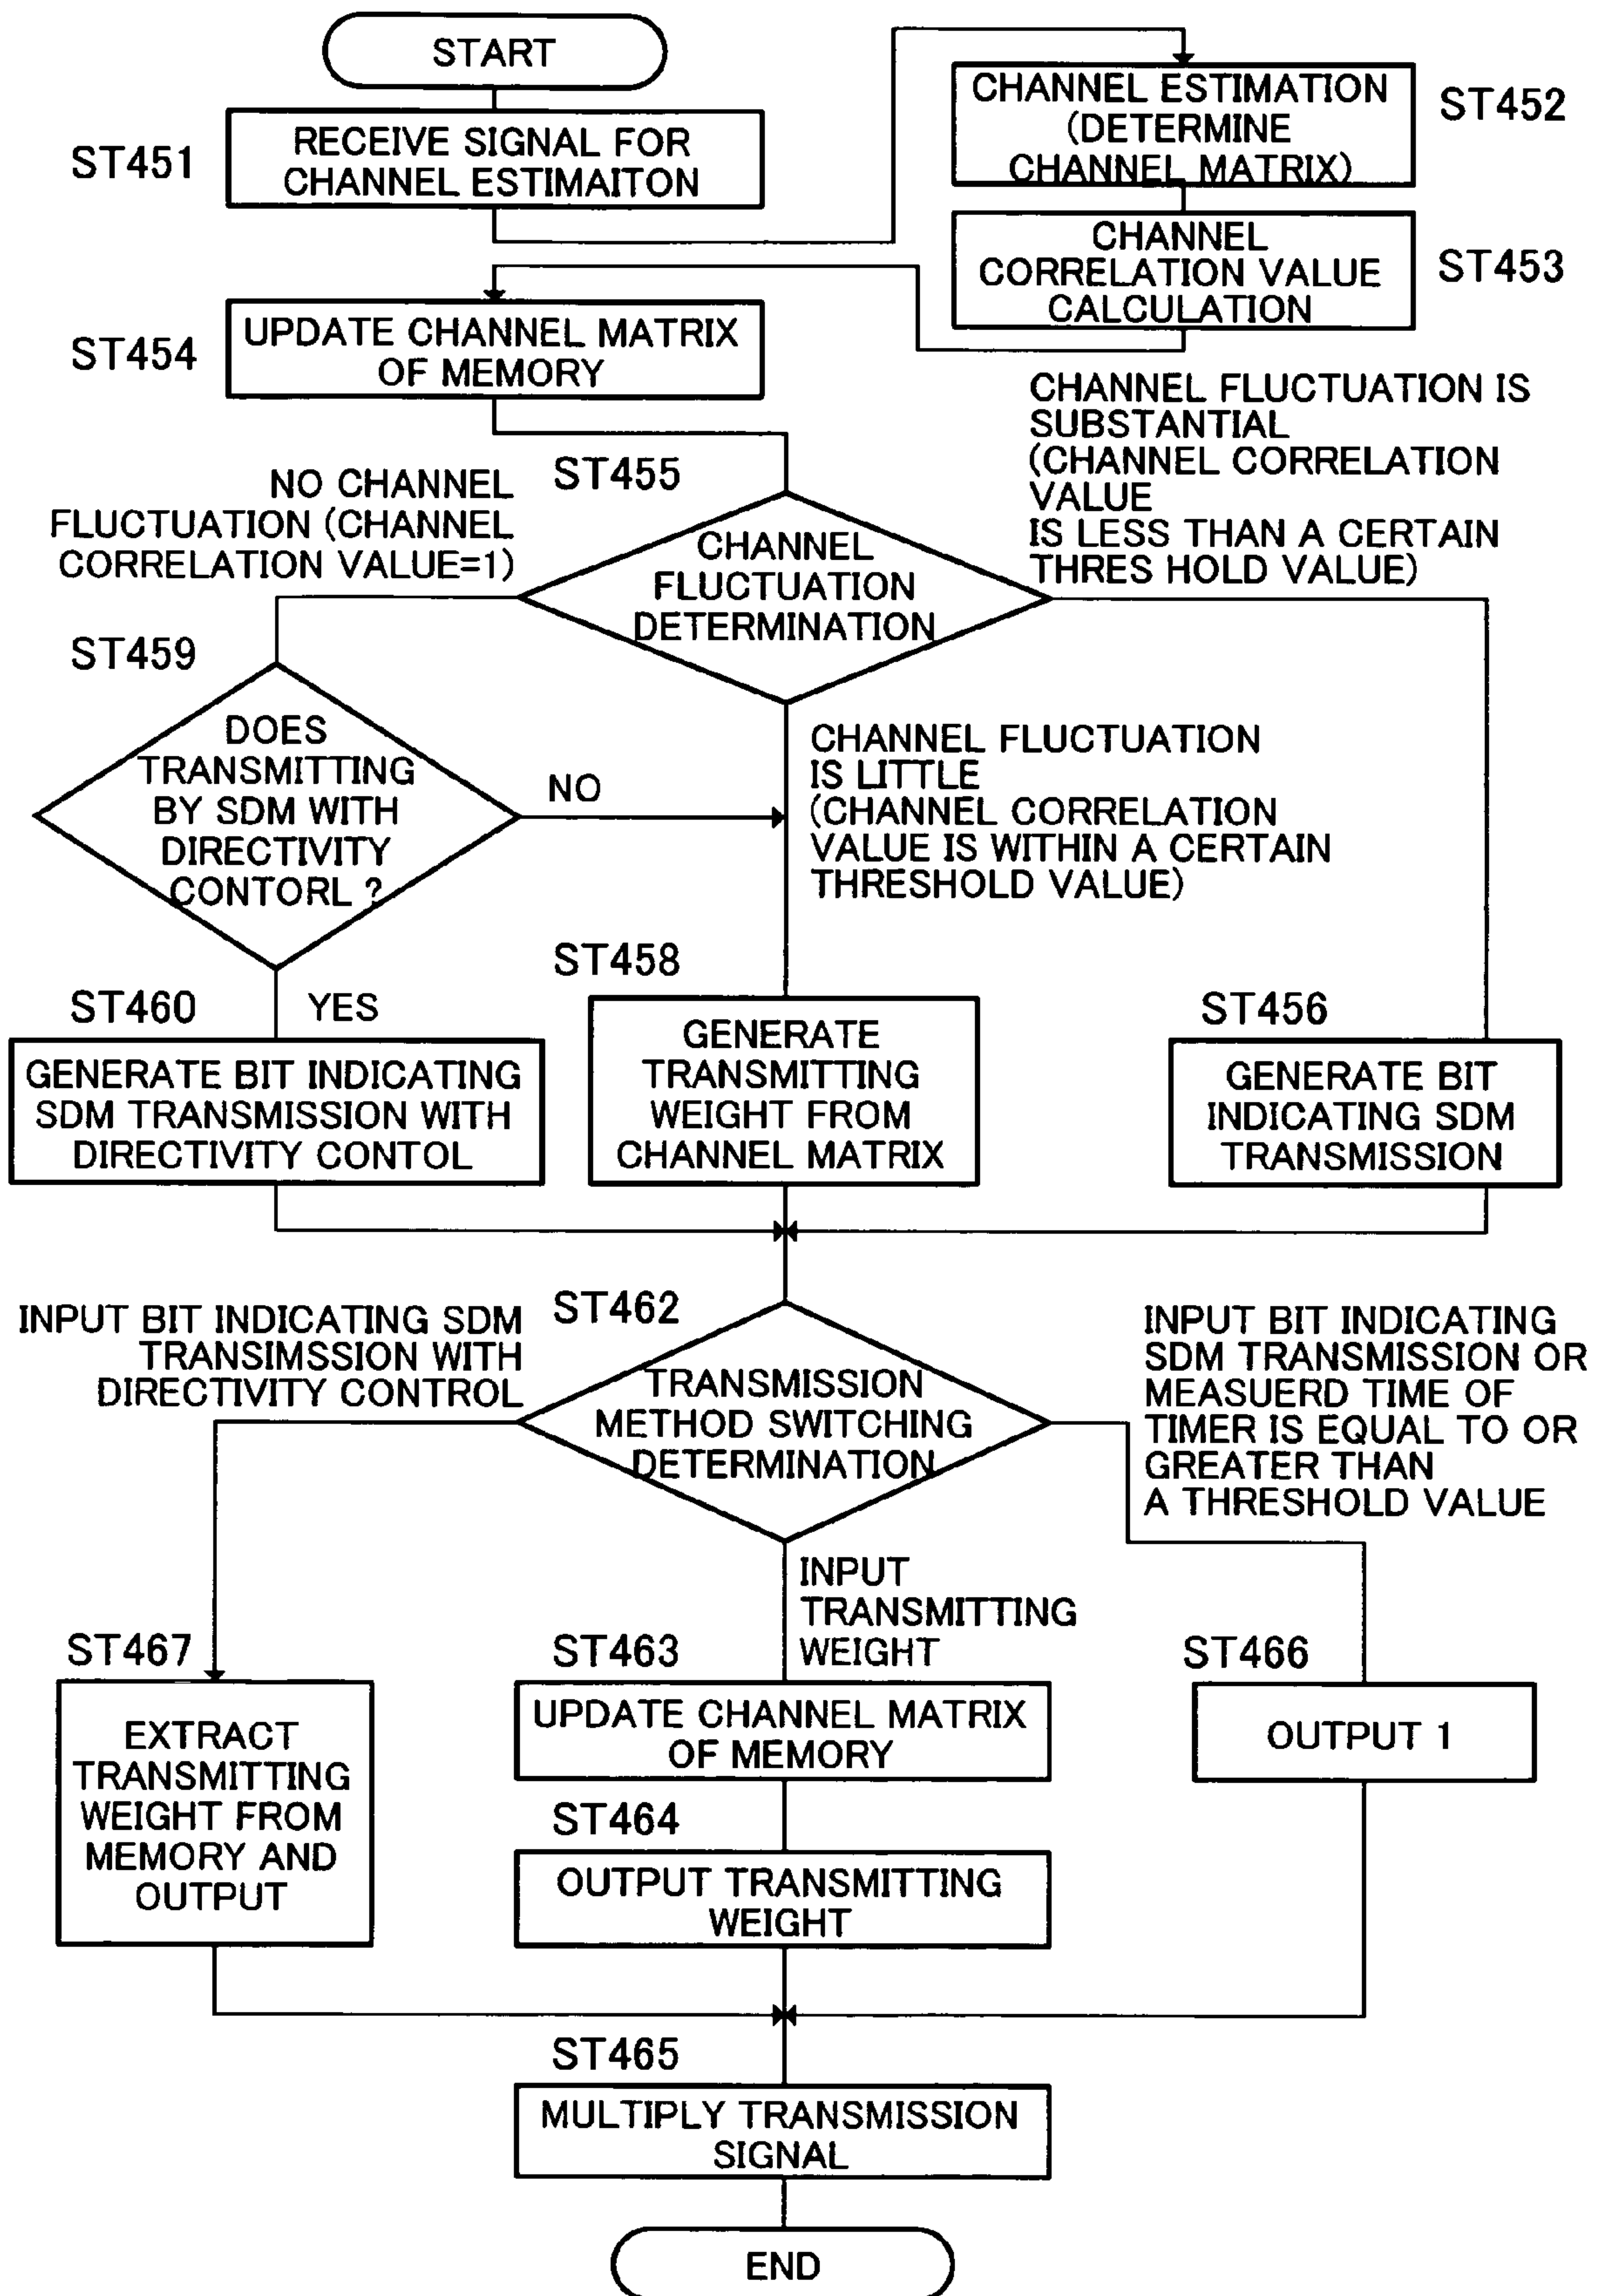 START
ST451
RECEIVE SIGNAL FOR
CHANNEL ESTIMAITON
CHANNEL ESTIMATION
(DETERMINE
CHANNEL MATRIX)
ST452
CHANNEL
CORRELATION VALUE
CALCULATION
ST453
ST454
UPDATE CHANNEL MATRIX
OF MEMORY
ST455
CHANNEL
FLUCTUATION
DETERMINATION
NO CHANNEL
FLUCTUATION (CHANNEL
CORRELATION VALUE=1)
CHANNEL FLUCTUATION IS
SUBSTANTIAL
(CHANNEL CORRELATION
VALUE
IS LESS THAN A CERTAIN
THRES HOLD VALUE)
ST459
DOES
TRANSMITTING
BY SDM WITH
DIRECTIVITY
CONTORL ?
NO
CHANNEL FLUCTUATION
IS LITTLE
(CHANNEL CORRELATION
VALUE IS WITHIN A CERTAIN
THRESHOLD VALUE)
ST460
YES
GENERATE BIT INDICATING
SDM TRANSMISSION WITH
DIRECTIVITY CONTOL
ST458
GENERATE
TRANSMITTING
WEIGHT FROM
CHANNEL MATRIX
ST456
GENERATE BIT
INDICATING SDM
TRANSMISSION
ST462
TRANSMISSION
METHOD SWITCHING
DETERMINATION
INPUT BIT INDICATING SDM
TRANSIMSSION WITH
DIRECTIVITY CONTROL
INPUT BIT INDICATING
SDM TRANSMISSION OR
MEASUERD TIME OF
TIMER IS EQUAL TO OR
GREATER THAN
A THRESHOLD VALUE
INPUT
TRANSMITTING
WEIGHT
ST467
EXTRACT
TRANSMITTING
WEIGHT FROM
MEMORY AND
OUTPUT
ST463
UPDATE CHANNEL MATRIX
OF MEMORY
ST464
OUTPUT TRANSMITTING
WEIGHT
ST466
OUTPUT 1
ST465
MULTIPLY TRANSMISSION
SIGNAL
END